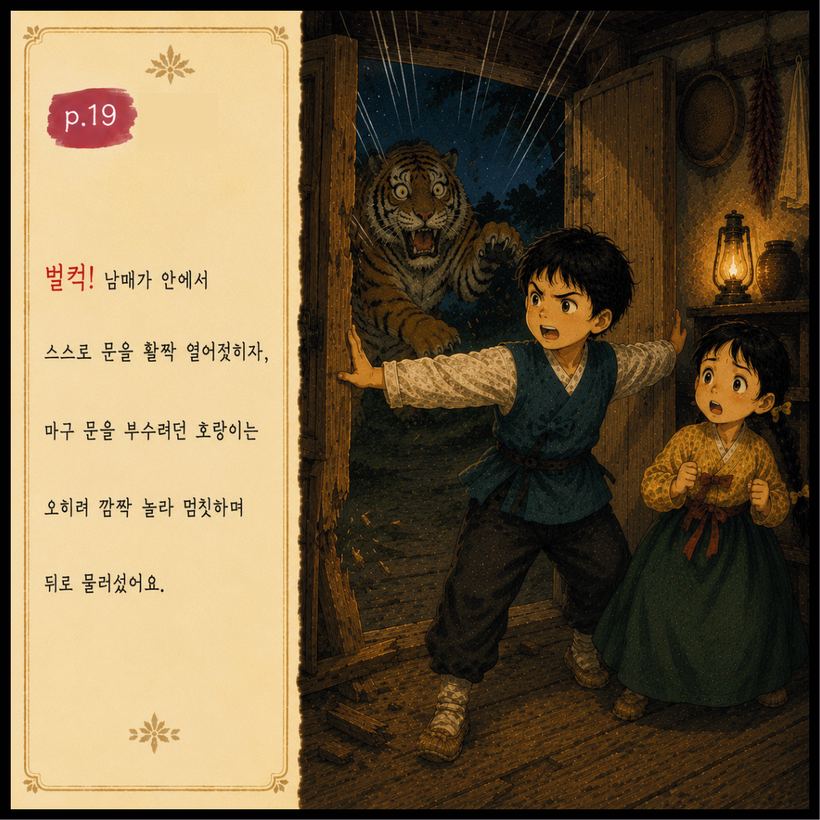 p.19
벌컥! 남매가 안에서
스스로 문을 활짝 열어젖히자,
마구 문을 부수려던 호랑이는
오히려 깜짝 놀라 멈칫하며
뒤로 물러섰어요.